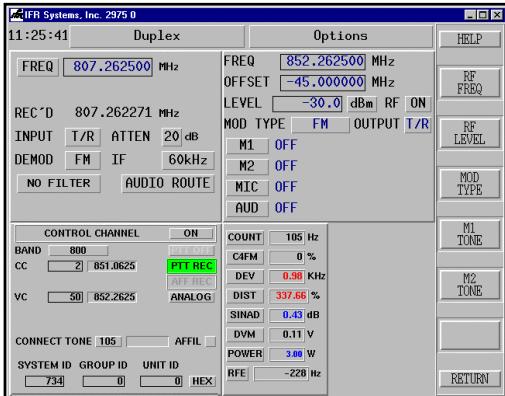 IFR Systems, Inc. 2975 0
11:25:41 Duplex Options
FREQ 807.262500 MHz
REC'D 807.262271 MHz
INPUT T/R ATTEN 20 dB
DEMOD FM IF 60kHz
NO FILTER AUDIO ROUTE
FREQ 852.262500 MHz
OFFSET -45.000000 MHz
LEVEL -30.0 dBm RF ON
MOD TYPE FM OUTPUT T/R
M1 OFF
M2 OFF
MIC OFF
AUD OFF
CONTROL CHANNEL ON
BAND 800 PTT OFF
CC 2 851.0625 PTT REC
AFF REC
VC 50 852.2625 ANALOG
CONNECT TONE 105 AFFIL
SYSTEM ID GROUP ID UNIT ID
734 0 0 HEX
COUNT 105 Hz
C4FM 0 %
DEV 0.98 KHz
DIST 337.66 %
SINAD 0.43 dB
DVM 0.11 V
POWER 3.00 W
RFE -228 Hz
HELP
RF
FREQ
RF
LEVEL
MOD
TYPE
M1
TONE
M2
TONE
RETURN